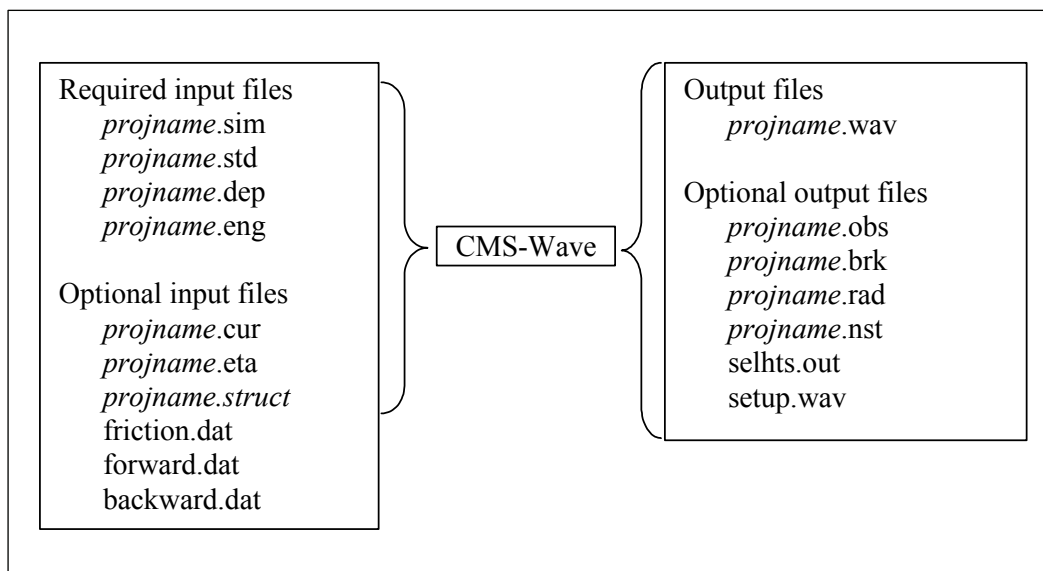 Required input files
projname.sim
projname.std
projname.dep
projname.eng
Optional input files
projname.cur
projname.eta
projname.struct
friction.dat
forward.dat
backward.dat
CMS-Wave
Output files
projname.wav
Optional output files
projname.obs
projname.brk
projname.rad
projname.nst
selhts.out
setup.wav